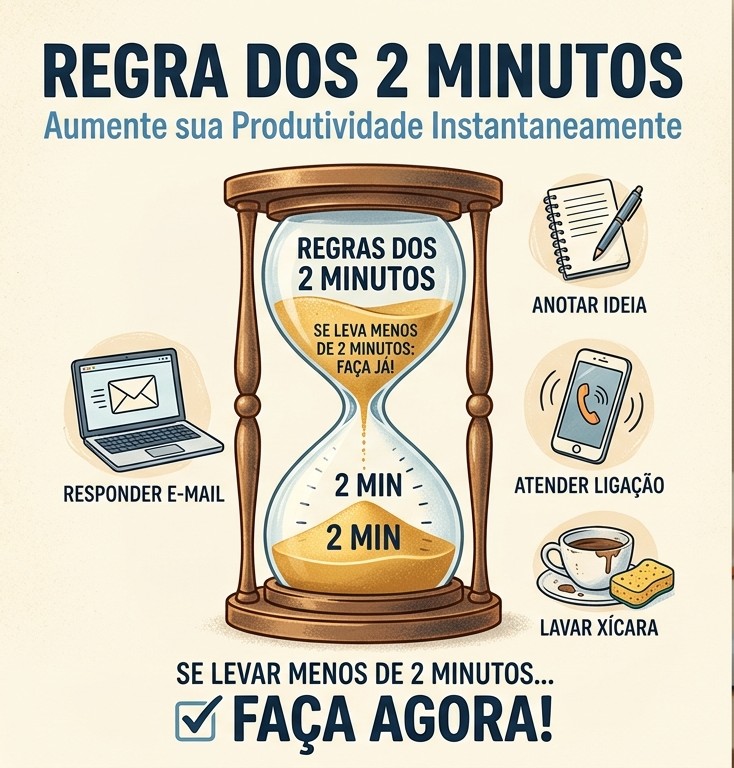 REGRA DOS 2 MINUTOS
Aumente sua Produtividade Instantaneamente
REGRAS DOS
2 MINUTOS
SE LEVA MENOS
DE 2 MINUTOS:
FAÇA JÁ!
2 MIN
2 MIN
RESPONDER E-MAIL
ANOTAR IDEIA
ATENDER LIGAÇÃO
LAVAR XÍCARA
SE LEVAR MENOS DE 2 MINUTOS...
FAÇA AGORA!